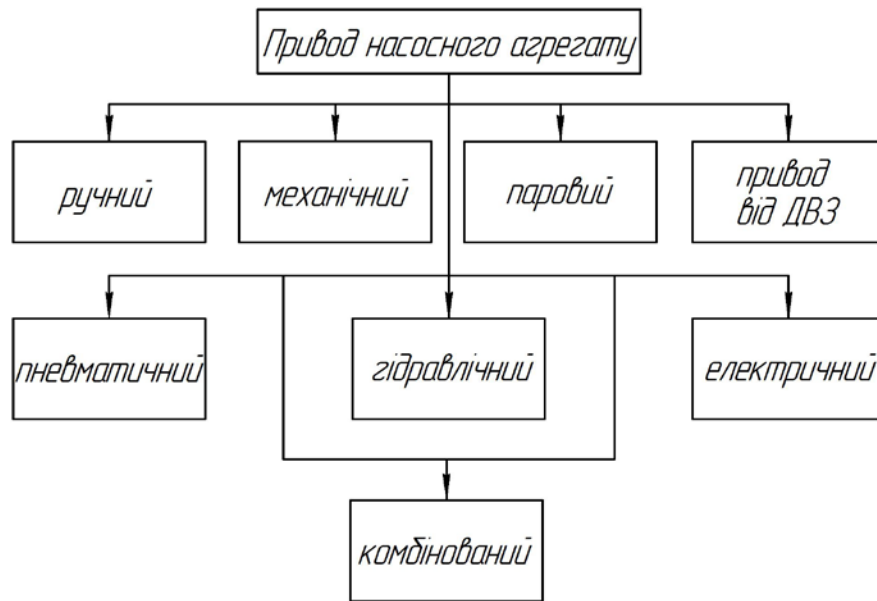 Привод насосного агрегату
ручний
механічний
паровий
привод
від ДВЗ
пневматичний
гідравлічний
електричний
комбінований